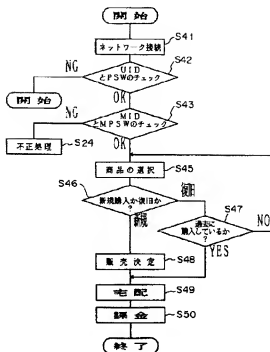 開始
ネットワーク接続
S41
S42
NG
UID
とPSWのチェック
開始
OK
S43
NG
MID
とMPSWのチェック
不正処理
S24
OK
商品の選択
S45
S46
新規購入か復旧か
?
復旧
新規
S47
過去に
購入しているか
?
NO
YES
販売決定
S48
宅配
S49
課金
S50
終了